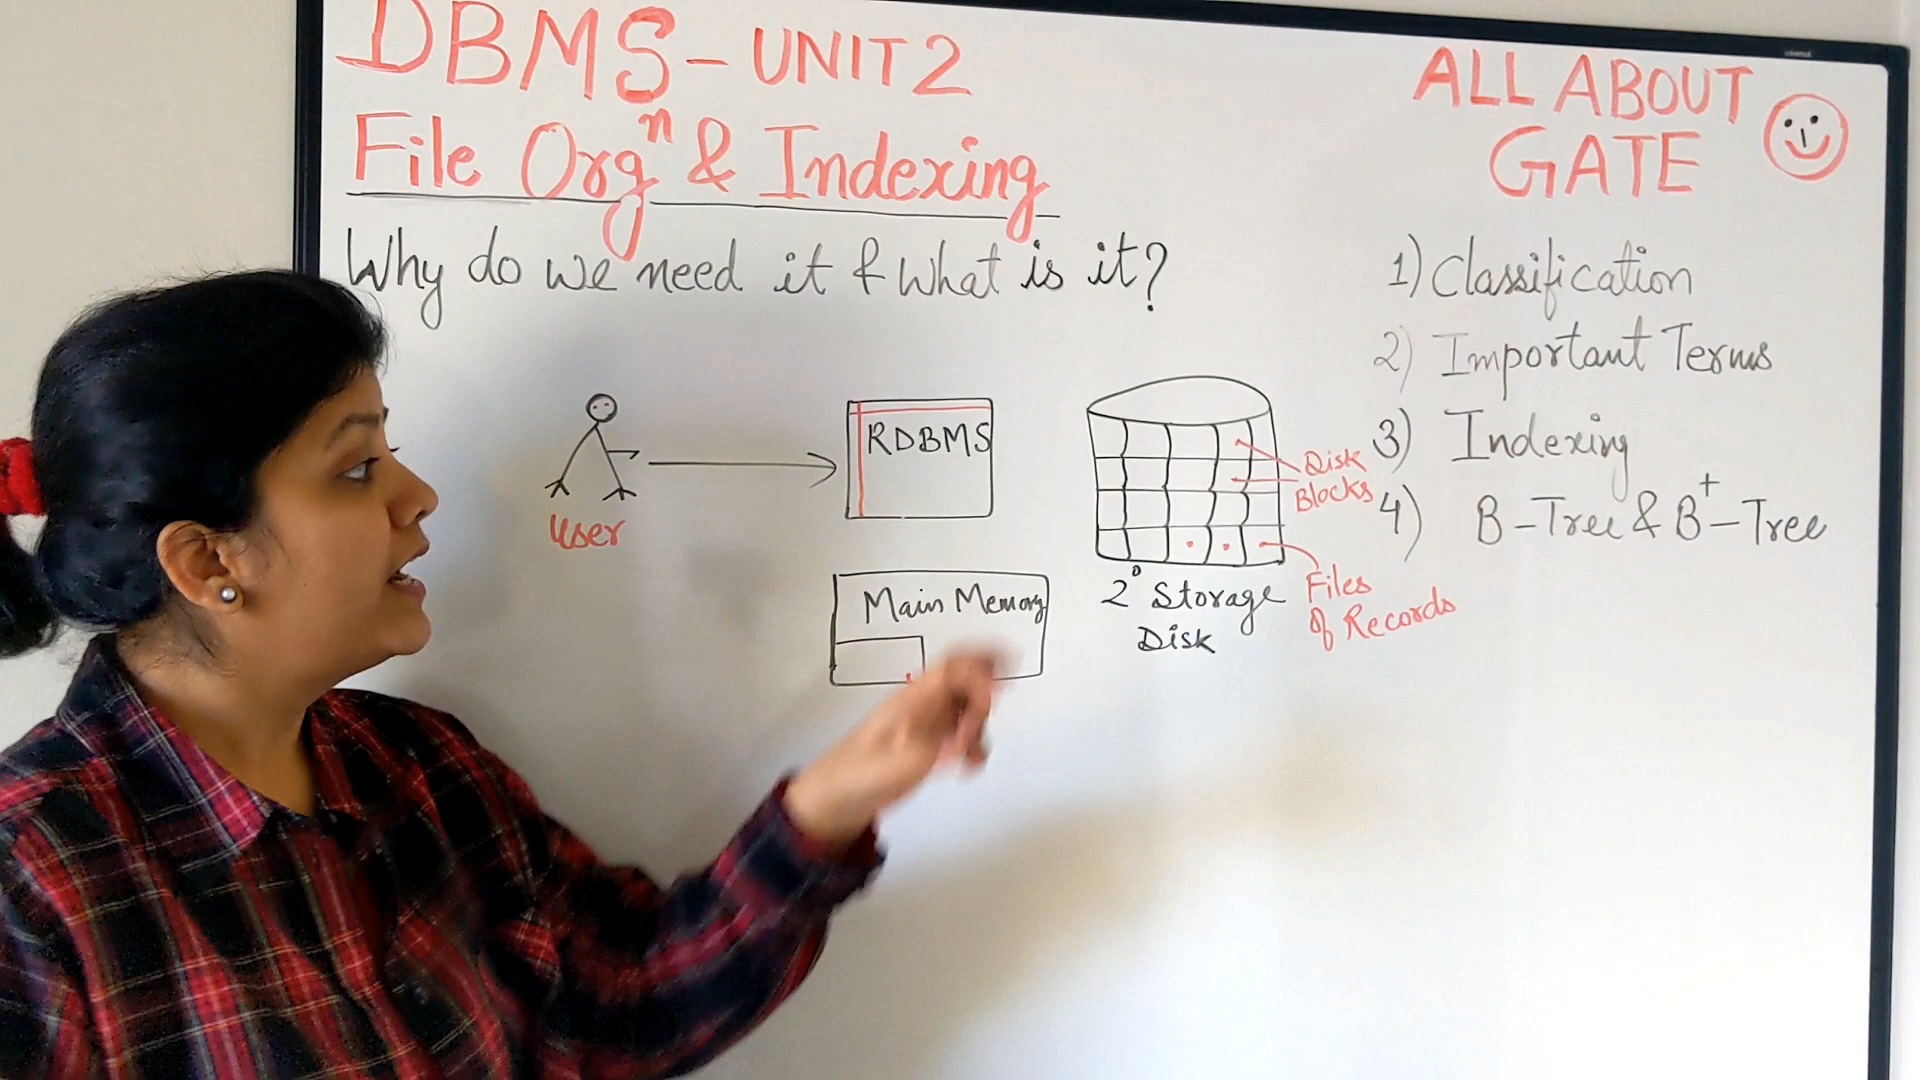 DBMS - UNIT 2
File Orgⁿ & Indexing
Why do we need it & What is it?
User
RDBMS
Main Memory
2° Storage
Disk
Disk
Blocks
Files
of Records
ALL ABOUT
GATE
1) Classification
2) Important Terms
3) Indexing
4) B-Tree & B⁺-Tree